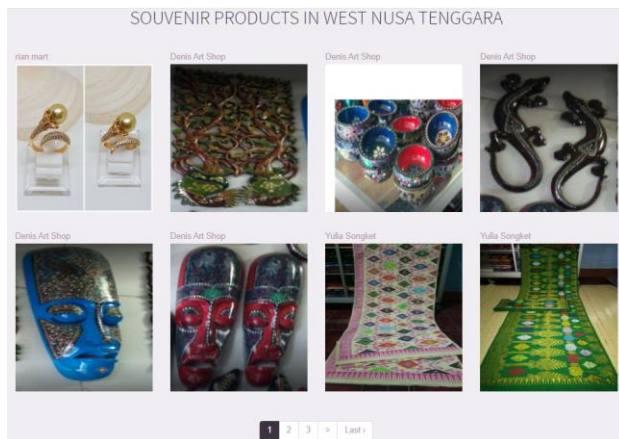 SOUVENIR PRODUCTS IN WEST NUSA TENGGARA
rian mart
Denis Art Shop
Denis Art Shop
Denis Art Shop
Denis Art Shop
Denis Art Shop
Yulia Songket
Yulia Songket
1 2 3 > Last ›